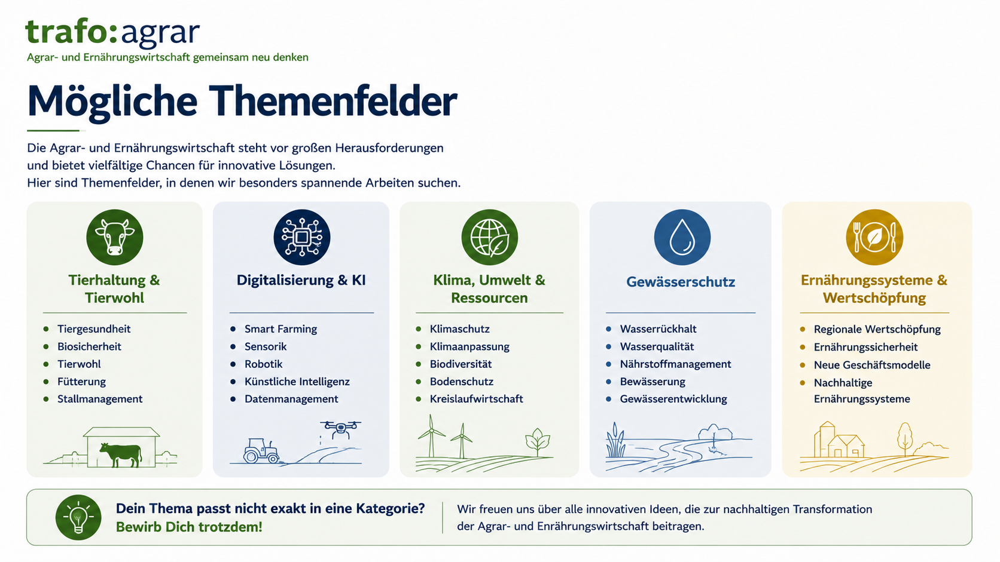 trafo:agrar
Agrar- und Ernährungswirtschaft gemeinsam neu denken
Mögliche Themenfelder
Die Agrar- und Ernährungswirtschaft steht vor großen Herausforderungen
und bietet vielfältige Chancen für innovative Lösungen.
Hier sind Themenfelder, in denen wir besonders spannende Arbeiten suchen.
Tierhaltung &
Tierwohl
• Tiergesundheit
• Biosicherheit
• Tierwohl
• Fütterung
• Stallmanagement
Digitalisierung & KI
• Smart Farming
• Sensorik
• Robotik
• Künstliche Intelligenz
• Datenmanagement
Klima, Umwelt &
Ressourcen
• Klimaschutz
• Klimaanpassung
• Biodiversität
• Bodenschutz
• Kreislaufwirtschaft
Gewässerschutz
• Wasserrückhalt
• Wasserqualität
• Nährstoffmanagement
• Bewässerung
• Gewässerentwicklung
Ernährungssysteme &
Wertschöpfung
• Regionale Wertschöpfung
• Ernährungssicherheit
• Neue Geschäftsmodelle
• Nachhaltige
Ernährungssysteme
Dein Thema passt nicht exakt in eine Kategorie?
Bewirb Dich trotzdem!
Wir freuen uns über alle innovativen Ideen, die zur nachhaltigen Transformation
der Agrar- und Enrährungswirtschaft beitragen.